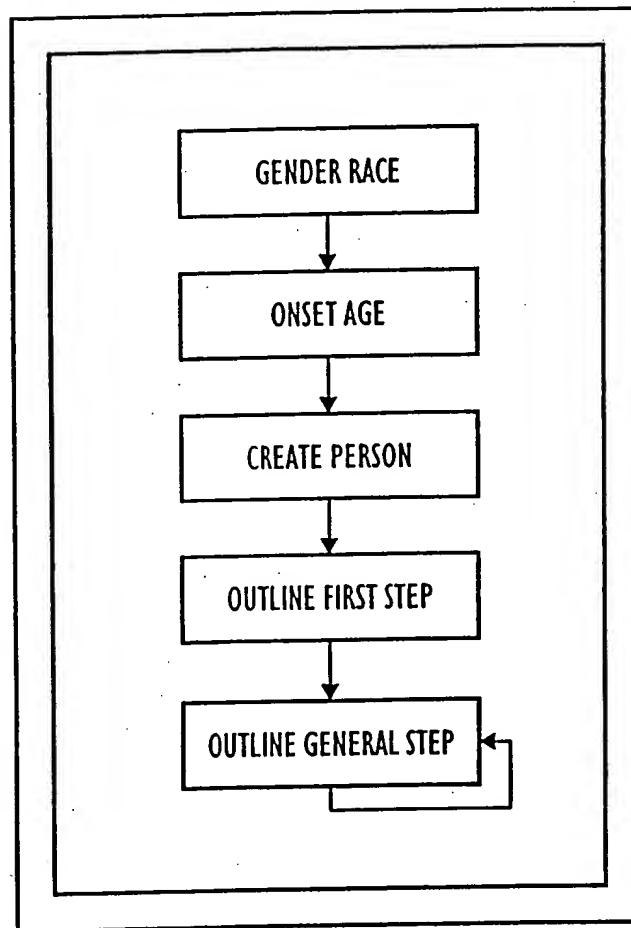 GENDER RACE
ONSET AGE
CREATE PERSON
OUTLINE FIRST STEP
OUTLINE GENERAL STEP